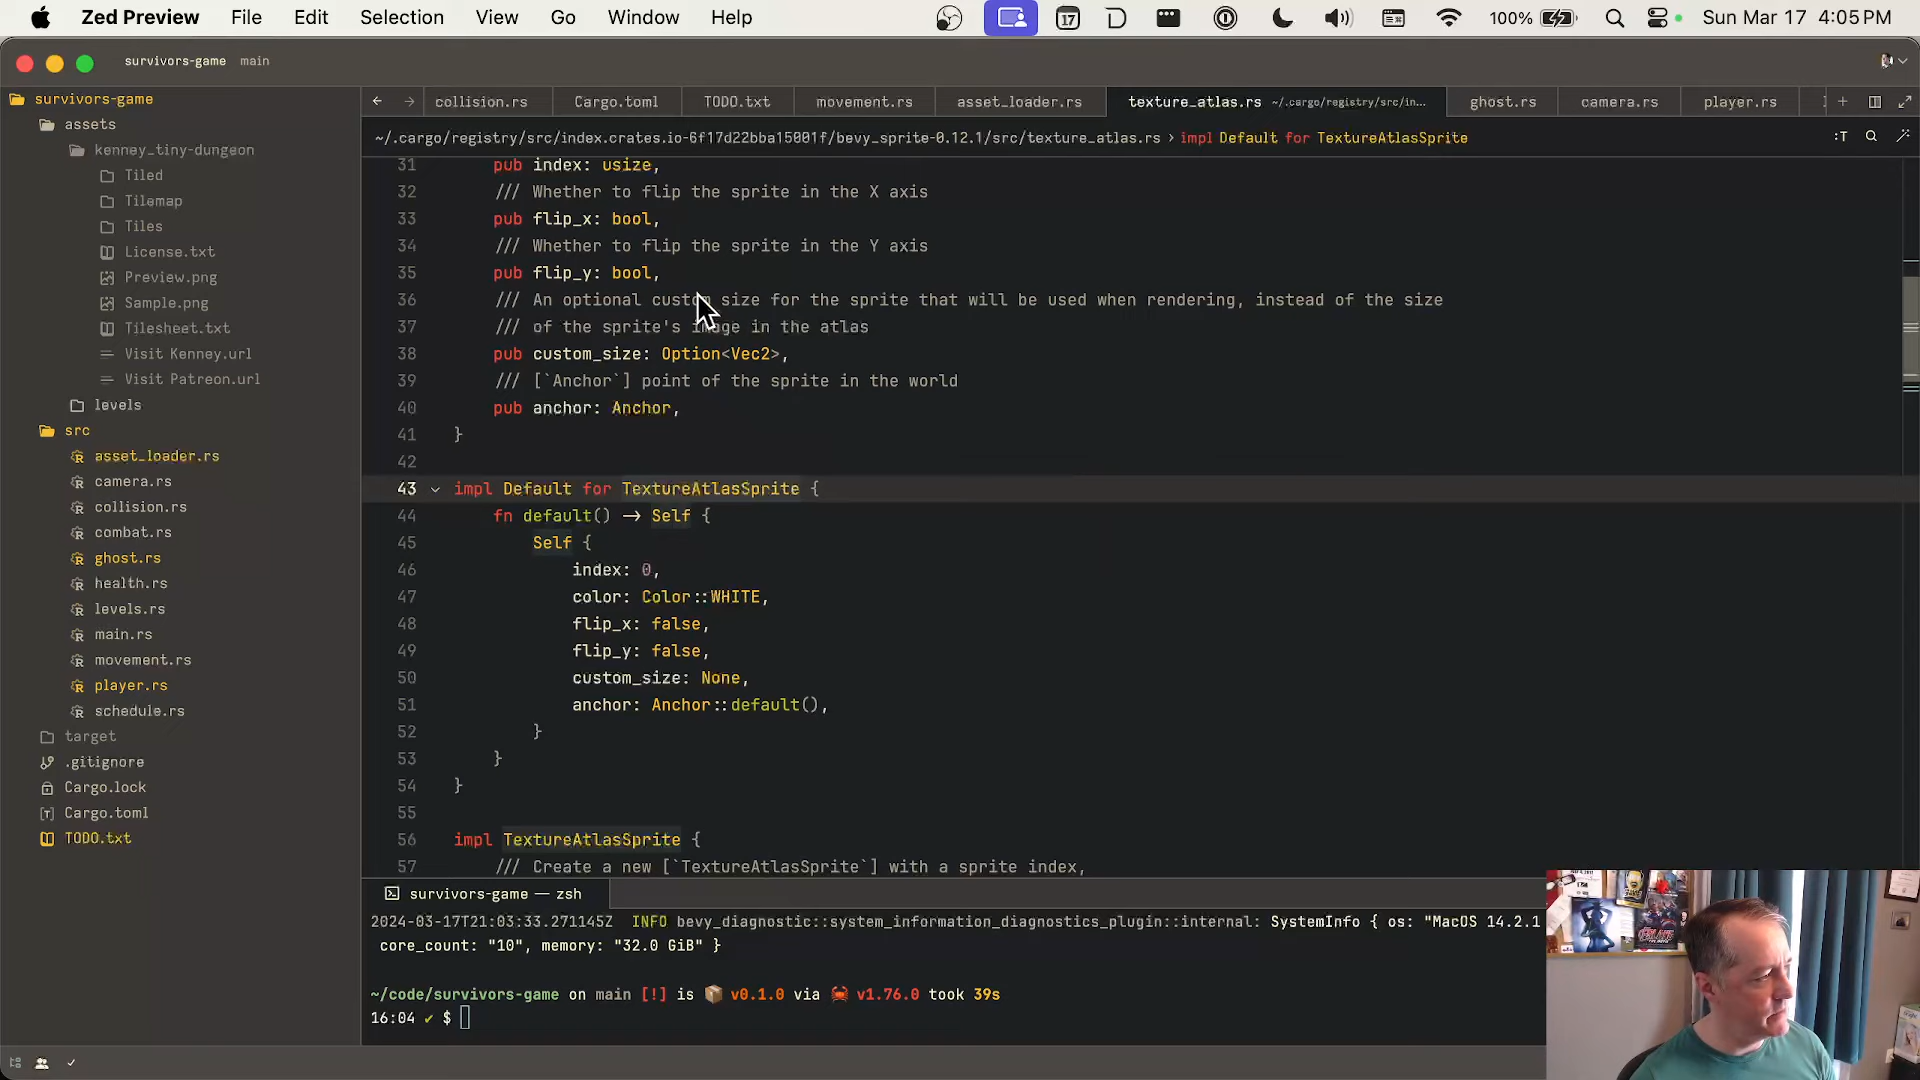 Zed Preview File Edit Selection View Go Window Help 17 100% Sun Mar 17 4:05 PM
survivors-game main
survivors-game
assets
kenney_tiny-dungeon
Tiled
Tilemap
Tiles
License.txt
Preview.png
Sample.png
Tilesheet.txt
Visit Kenney.url
Visit Patreon.url
levels
src
asset_loader.rs
camera.rs
collision.rs
combat.rs
ghost.rs
health.rs
levels.rs
main.rs
movement.rs
player.rs
schedule.rs
target
.gitignore
Cargo.lock
Cargo.toml
TODO.txt
collision.rs Cargo.toml TODO.txt movement.rs asset_loader.rs texture_atlas.rs ~/.cargo/registry/src/in... ghost.rs camera.rs player.rs
~/.cargo/registry/src/index.crates.io-6f17d22bba15001f/bevy_sprite-0.12.1/src/texture_atlas.rs › impl Default for TextureAtlasSprite
31 pub index: usize,
32 /// Whether to flip the sprite in the X axis
33 pub flip_x: bool,
34 /// Whether to flip the sprite in the Y axis
35 pub flip_y: bool,
36 /// An optional custom size for the sprite that will be used when rendering, instead of the size
37 /// of the sprite's image in the atlas
38 pub custom_size: Option<Vec2>,
39 /// [`Anchor`] point of the sprite in the world
40 pub anchor: Anchor,
41 }
42
43 impl Default for TextureAtlasSprite {
44 fn default() → Self {
45 Self {
46 index: 0,
47 color: Color::WHITE,
48 flip_x: false,
49 flip_y: false,
50 custom_size: None,
51 anchor: Anchor::default(),
52 }
53 }
54 }
55
56 impl TextureAtlasSprite {
57 /// Create a new [`TextureAtlasSprite`] with a sprite index,
survivors-game — zsh
2024-03-17T21:03:33.271145Z INFO bevy_diagnostic::system_information_diagnostics_plugin::internal: SystemInfo { os: "MacOS 14.2.1
core_count: "10", memory: "32.0 GiB" }
~/code/survivors-game on main [!] is 📦 v0.1.0 via 🦀 v1.76.0 took 39s
16:04 ✔ $